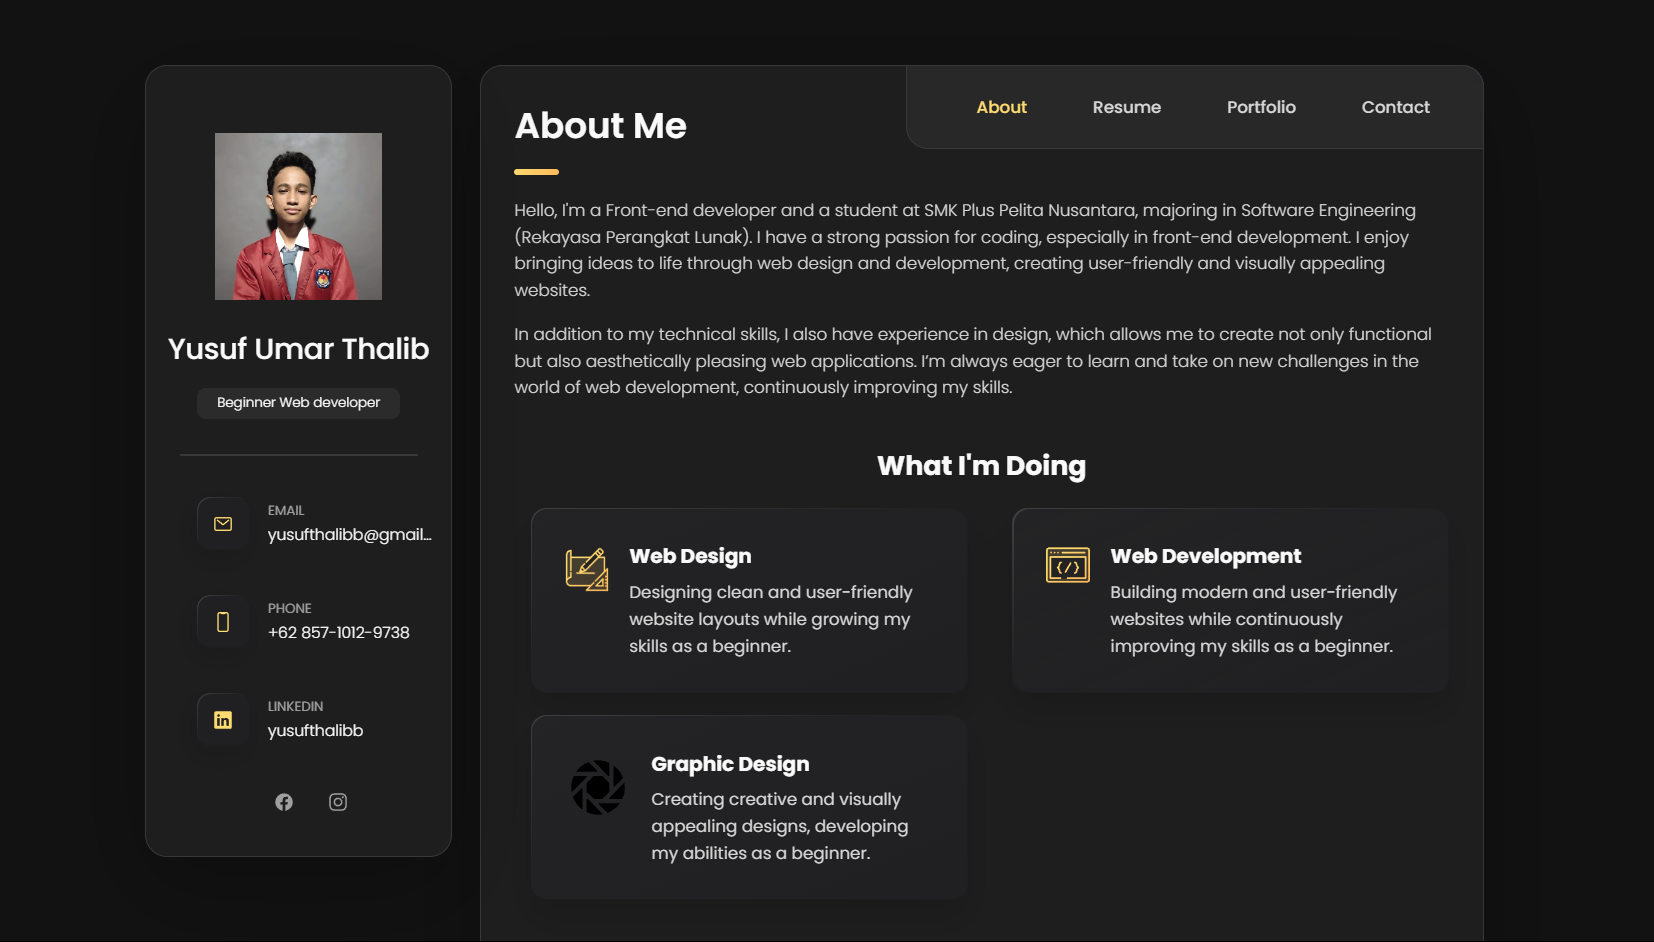 Yusuf Umar Thalib
Beginner Web developer
EMAIL
yusufthalibb@gmail...
PHONE
+62 857-1012-9738
LINKEDIN
yusufthalibb
About
Resume
Portfolio
Contact
About Me
Hello, I'm a Front-end developer and a student at SMK Plus Pelita Nusantara, majoring in Software Engineering
(Rekayasa Perangkat Lunak). I have a strong passion for coding, especially in front-end development. I enjoy
bringing ideas to life through web design and development, creating user-friendly and visually appealing
websites.
In addition to my technical skills, I also have experience in design, which allows me to create not only functional
but also aesthetically pleasing web applications. I’m always eager to learn and take on new challenges in the
world of web development, continuously improving my skills.
What I'm Doing
Web Design
Designing clean and user-friendly
website layouts while growing my
skills as a beginner.
Web Development
Building modern and user-friendly
websites while continuously
improving my skills as a beginner.
Graphic Design
Creating creative and visually
appealing designs, developing
my abilities as a beginner.